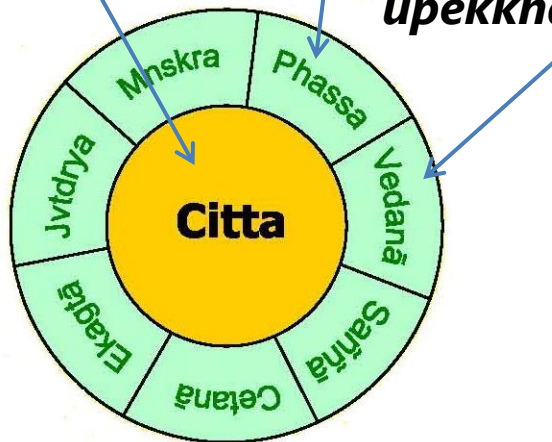 upekkhā
Mnskra
Phassa
Vedanā
Saññā
Cetanā
Ekagtā
Jvtdrya
Citta